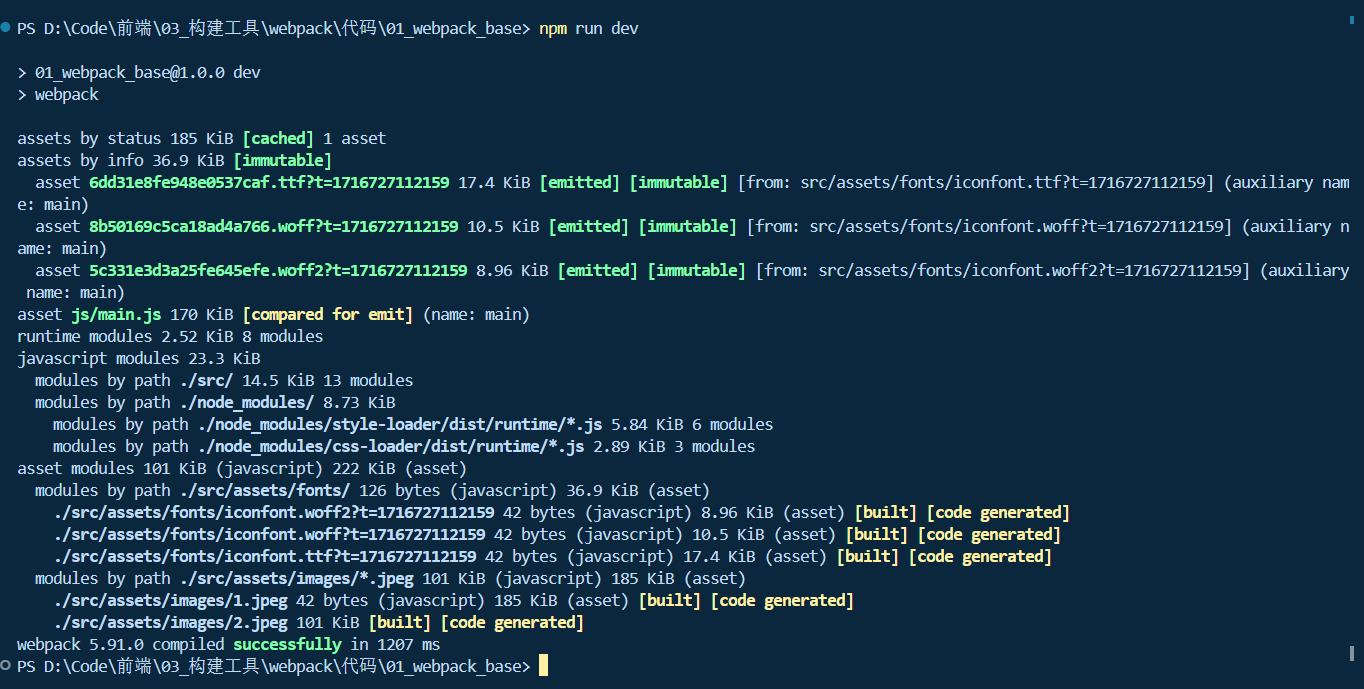 PS D:\Code\前端\03_构建工具\webpack\代码\01_webpack_base> npm run dev
> 01_webpack_base@1.0.0 dev
> webpack
assets by status 185 KiB [cached] 1 asset
assets by info 36.9 KiB [immutable]
asset 6dd31e8fe948e0537caf.ttf?t=1716727112159 17.4 KiB [emitted] [immutable] [from: src/assets/fonts/iconfont.ttf?t=1716727112159] (auxiliary nam
e: main)
asset 8b50169c5ca18ad4a766.woff?t=1716727112159 10.5 KiB [emitted] [immutable] [from: src/assets/fonts/iconfont.woff?t=1716727112159] (auxiliary n
ame: main)
asset 5c331e3d3a25fe645efe.woff2?t=1716727112159 8.96 KiB [emitted] [immutable] [from: src/assets/fonts/iconfont.woff2?t=1716727112159] (auxiliary
name: main)
asset js/main.js 170 KiB [compared for emit] (name: main)
runtime modules 2.52 KiB 8 modules
javascript modules 23.3 KiB
modules by path ./src/ 14.5 KiB 13 modules
modules by path ./node_modules/ 8.73 KiB
modules by path ./node_modules/style-loader/dist/runtime/*.js 5.84 KiB 6 modules
modules by path ./node_modules/css-loader/dist/runtime/*.js 2.89 KiB 3 modules
asset modules 101 KiB (javascript) 222 KiB (asset)
modules by path ./src/assets/fonts/ 126 bytes (javascript) 36.9 KiB (asset)
./src/assets/fonts/iconfont.woff2?t=1716727112159 42 bytes (javascript) 8.96 KiB (asset) [built] [code generated]
./src/assets/fonts/iconfont.woff?t=1716727112159 42 bytes (javascript) 10.5 KiB (asset) [built] [code generated]
./src/assets/fonts/iconfont.ttf?t=1716727112159 42 bytes (javascript) 17.4 KiB (asset) [built] [code generated]
modules by path ./src/assets/images/*.jpeg 101 KiB (javascript) 185 KiB (asset)
./src/assets/images/1.jpeg 42 bytes (javascript) 185 KiB (asset) [built] [code generated]
./src/assets/images/2.jpeg 101 KiB [built] [code generated]
webpack 5.91.0 compiled successfully in 1207 ms
PS D:\Code\前端\03_构建工具\webpack\代码\01_webpack_base>